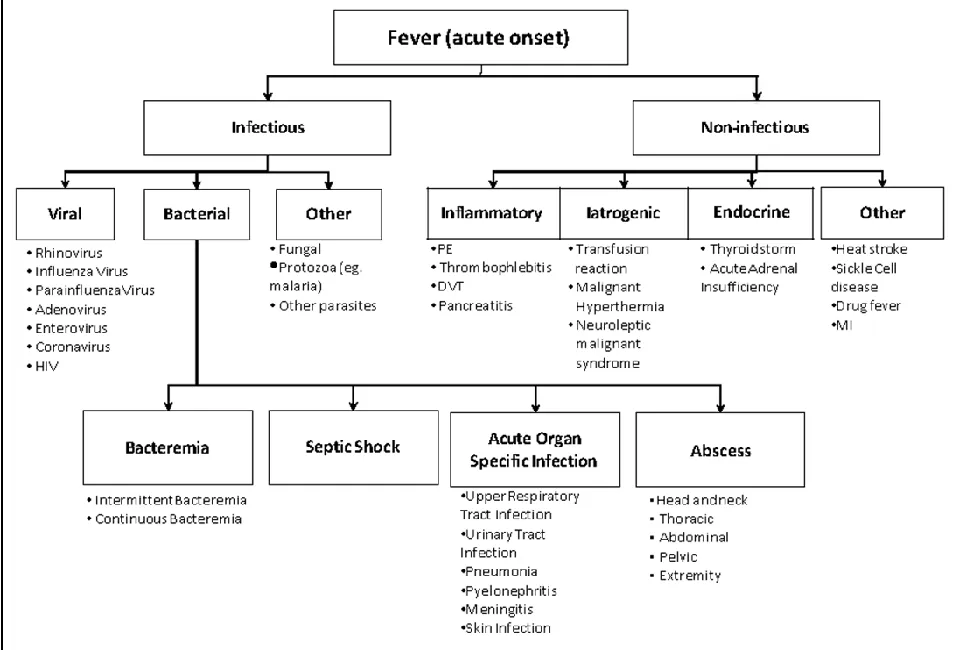 Fever (acute onset)
Infectious
Non-infectious
Viral
• Rhinovirus
• Influenza Virus
• Parainfluenza Virus
• Adenovirus
• Enterovirus
• Coronavirus
• HIV
Bacterial
Other
• Fungal
•Protozoa (eg.
malaria)
• Other parasites
Inflammatory
•PE
• Thrombophlebitis
•DVT
•Pancreatitis
Iatrogenic
•Transfusion
reaction
•Malignant
Hyperthermia
•Neuroleptic
malignant
syndrome
Endocrine
• Thyroid storm
• Acute Adrenal
Insufficiency
Other
•Heat stroke
•Sickle Cell
disease
•Drug fever
•MI
Bacteremia
• Intermittent Bacteremia
• Continuous Bacteremia
Septic Shock
Acute Organ
Specific Infection
•Upper Respiratory
Tract Infection
•Urinary Tract
Infection
•Pneumonia
•Pyelonephritis
•Meningitis
•Skin Infection
Abscess
•Head and neck
• Thoracic
• Abdominal
• Pelvic
• Extremity